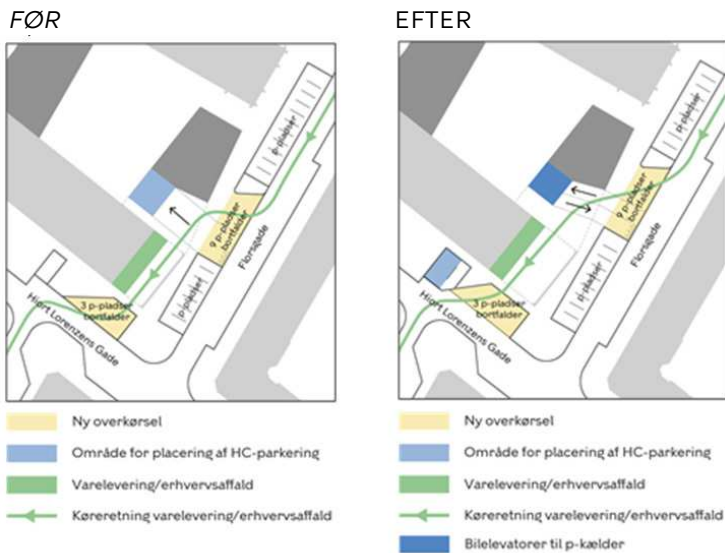 FØR
EFTER
p-pladser
9 p-pladser
bortfalder
Florsgade
p-pladser
3 p-pladser
bortfalder
Hjort Lorenzens Gade
Ny overkørsel
Område for placering af HC-parkering
Varelevering/erhvervsaffald
Køreretning varelevering/erhvervsaffald
p-pladser
9 p-pladser
bortfalder
Florsgade
p-pladser
3 p-pladser
bortfalder
Hjort Lorenzens Gade
Ny overkørsel
Område for placering af HC-parkering
Varelevering/erhvervsaffald
Køreretning varelevering/erhvervsaffald
Bilelevatorer til p-kælder